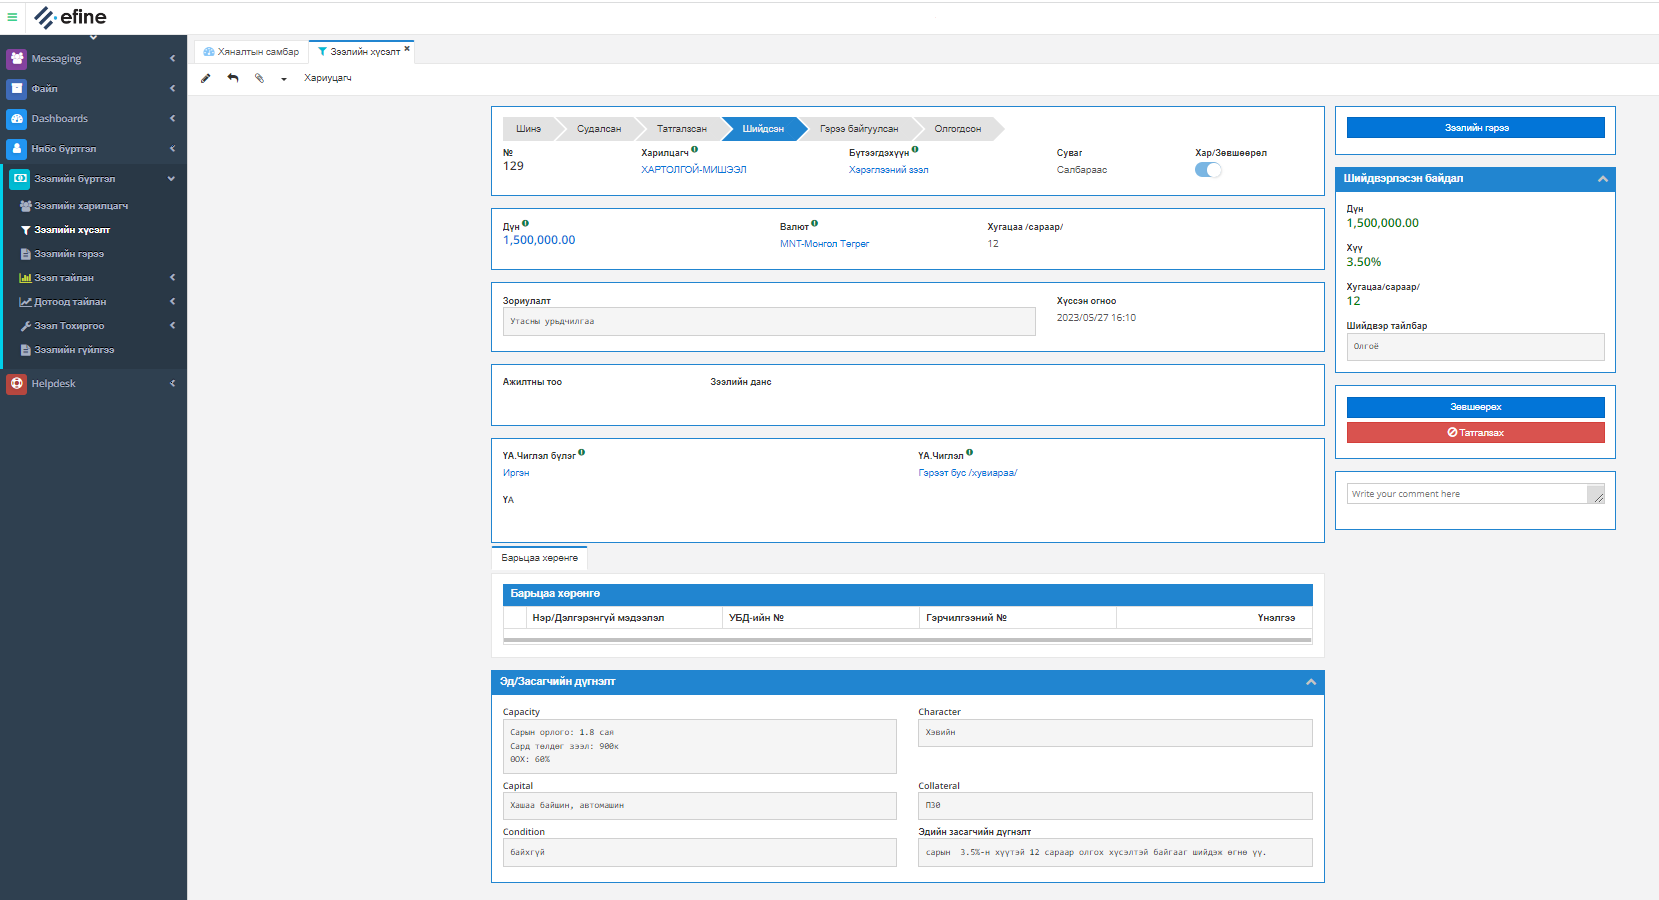 efine
Messaging
Файл
Dashboards
Нябо бүртгэл
Зээлийн бүртгэл
Зээлийн харилцагч
Зээлийн хүсэлт
Зээлийн гэрээ
Зээл тайлан
Дотоод тайлан
Зээл Тохиргоо
Зээлийн гүйлгээ
Helpdesk
Хяналтын самбар
Зээлийн хүсэлт
Хариуцагч
Шинэ
Судалсан
Татгалзсан
Шийдсэн
Гэрээ байгуулсан
Олгогдсон
№
Харилцагч
Бүтээгдэхүүн
Суваг
Хар/Зөвшөөрөл
129
ХАРТОЛГОЙ-МИШЭЭЛ
Хэрэглээний зээл
Салбараас
Дүн
Валют
Хугацаа /сараар/
1,500,000.00
MNT-Монгол Төгрөг
12
Зориулалт
Хүссэн огноо
Утасны урьдчилгаа
2023/05/27 16:10
Ажилтны тоо
Зээлийн данс
ҮА.Чиглэл бүлэг
ҮА.Чиглэл
Иргэн
Гэрээт бус /хувиараа/
ҮА
Барьцаа хөрөнгө
Барьцаа хөрөнгө
Нэр/Дэлгэрэнгүй мэдээлэл
УБД-ийн №
Гэрчилгээний №
Үнэлгээ
Эд/Засагчийн дүгнэлт
Capacity
Character
Сарын орлого: 1.8 сая
Сард төлдөг зээл: 900к
ӨОХ: 60%
Хэвийн
Capital
Collateral
Хашаа байшин, автомашин
ПЗӨ
Condition
Эдийн засагчийн дүгнэлт
байхгүй
сарын 3.5%-н хүүтэй 12 сараар олгох хүсэлтэй байгааг шийдэж өгнө үү.
Зээлийн гэрээ
Шийдвэрлэсэн байдал
Дүн
1,500,000.00
Хүү
3.50%
Хугацаа/сараар/
12
Шийдвэр тайлбар
Олгоё
Зөвшөөрөх
Татгалзах
Write your comment here